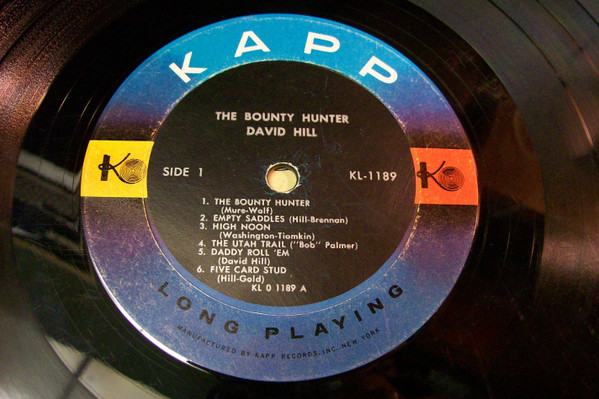 KAPP
THE BOUNTY HUNTER
DAVID HILL
SIDE 1
KL-1189
K
K
1. THE BOUNTY HUNTER
(Mure-Wolf)
2. EMPTY SADDLES (Hill-Brennan)
3. HIGH NOON
(Washington-Tiomkin)
4. THE UTAH TRAIL ("Bob" Palmer)
5. DADDY ROLL 'EM
(David Hill)
6. FIVE CARD STUD
(Hill-Gold)
KL 0 1189 A
LONG PLAYING
MANUFACTURED BY KAPP RECORDS, INC. NEW YORK